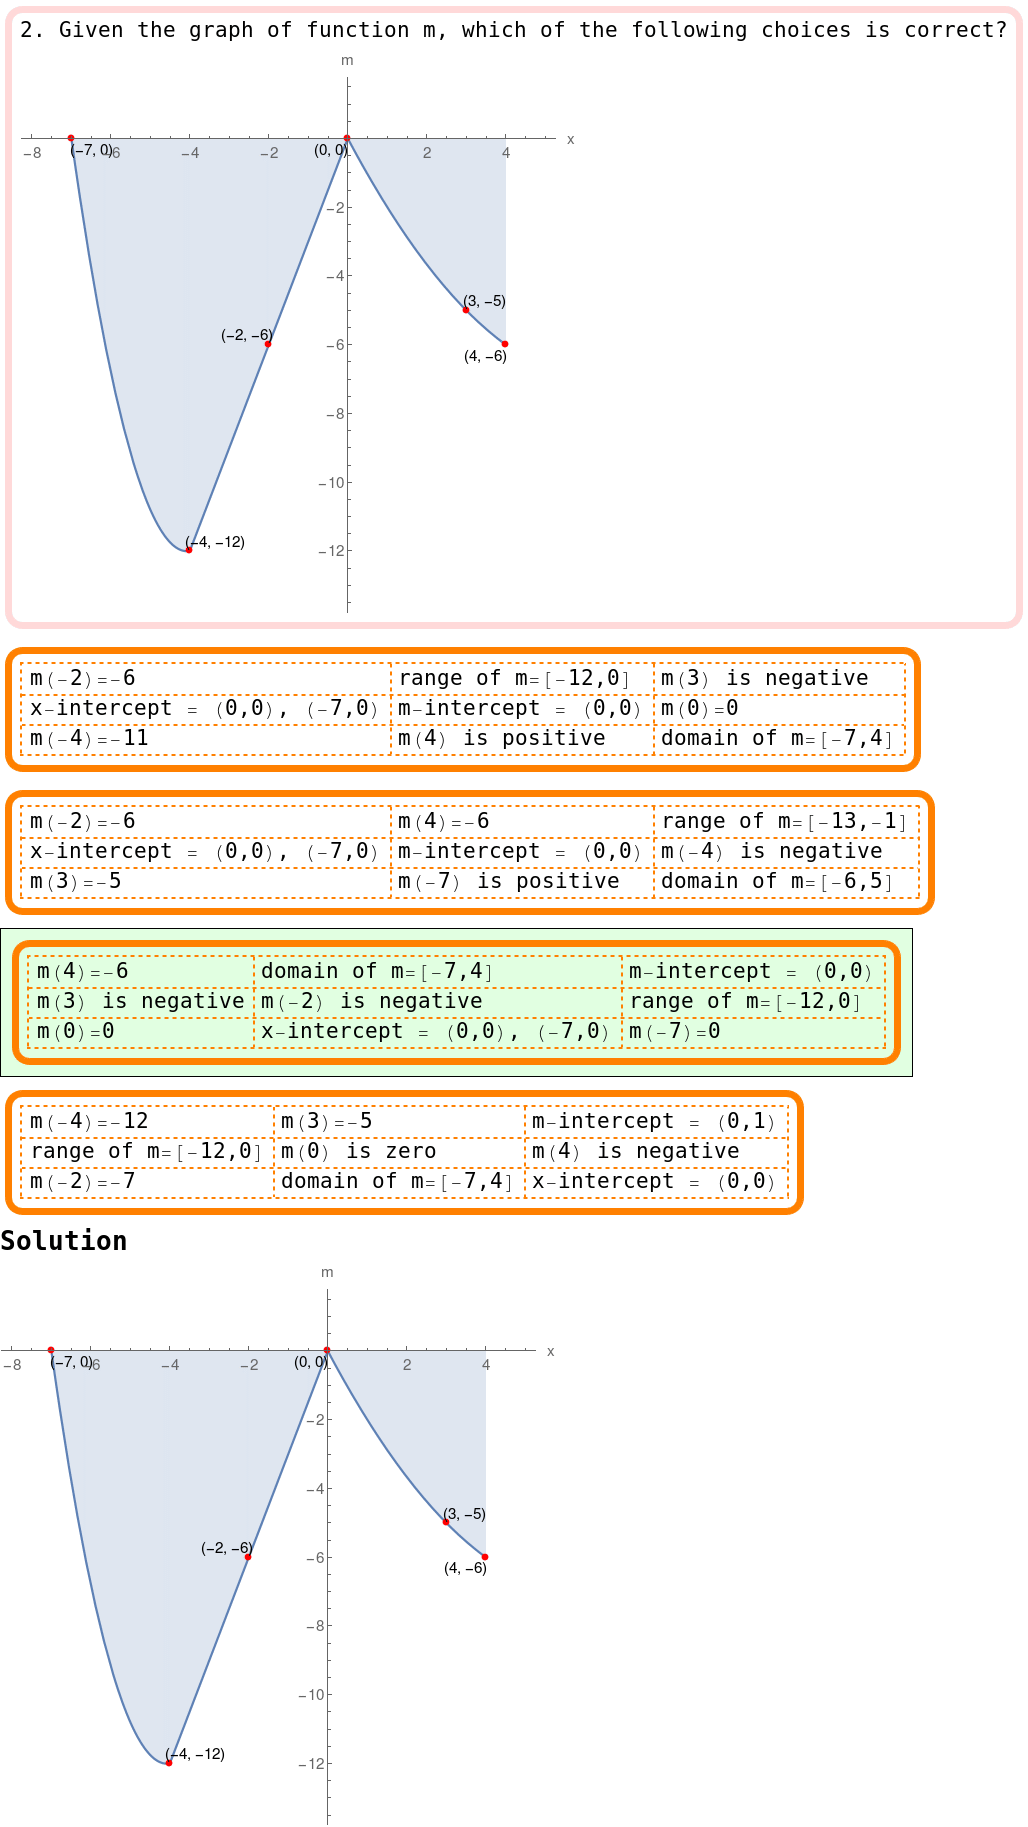 2. Given the graph of function m, which of the following choices is correct?
m
x
−8 −6 −4 −2 2 4
(−7, 0) (0, 0)
−2
−4
(3, −5)
(−2, −6)
−6
(4, −6)
−8
−10
(−4, −12)
−12
m(-2)=-6 range of m=[-12,0] m(3) is negative
x-intercept = (0,0), (-7,0) m-intercept = (0,0) m(0)=0
m(-4)=-11 m(4) is positive domain of m=[-7,4]
m(-2)=-6 m(4)=-6 range of m=[-13,-1]
x-intercept = (0,0), (-7,0) m-intercept = (0,0) m(-4) is negative
m(3)=-5 m(-7) is positive domain of m=[-6,5]
m(4)=-6 domain of m=[-7,4] m-intercept = (0,0)
m(3) is negative m(-2) is negative range of m=[-12,0]
m(0)=0 x-intercept = (0,0), (-7,0) m(-7)=0
m(-4)=-12 m(3)=-5 m-intercept = (0,1)
range of m=[-12,0] m(0) is zero m(4) is negative
m(-2)=-7 domain of m=[-7,4] x-intercept = (0,0)
Solution
m
x
−8 −6 −4 −2 2 4
(−7, 0) (0, 0)
−2
−4
(3, −5)
(−2, −6)
−6
(4, −6)
−8
−10
(−4, −12)
−12